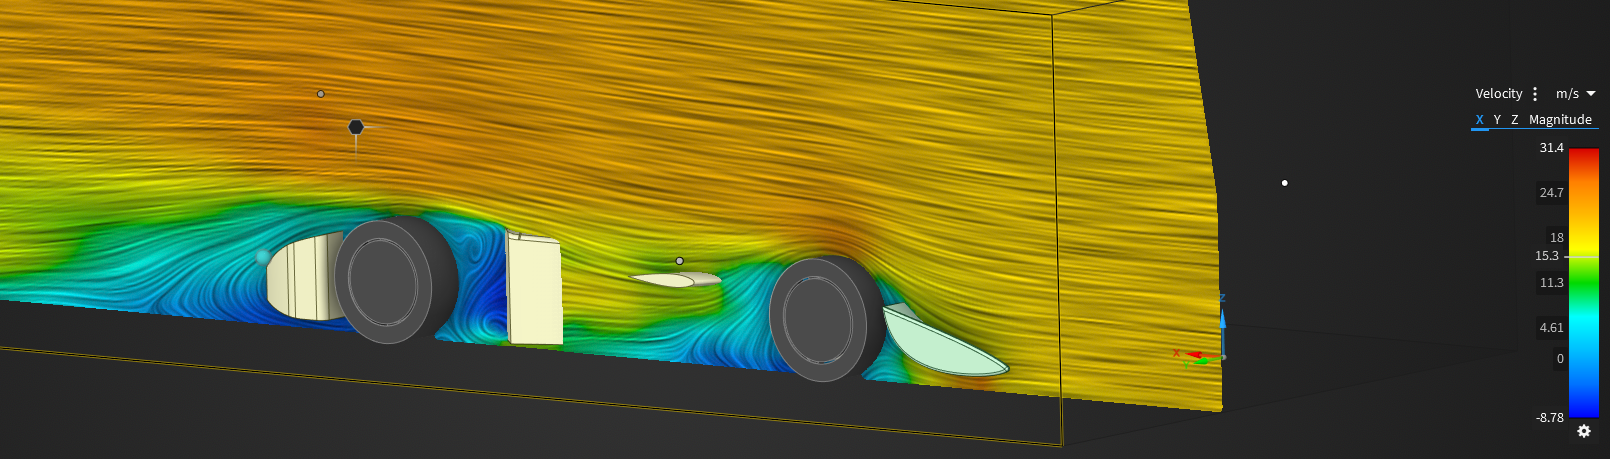 Velocity m/s
X Y Z Magnitude
31.4
24.7
18
15.3
11.3
4.61
0
-8.78
Z
X
Y